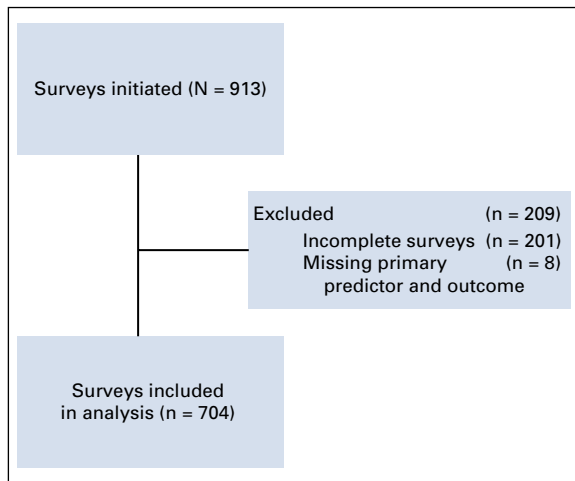 Surveys initiated (N = 913)
Excluded (n = 209)
Incomplete surveys (n = 201)
Missing primary (n = 8)
predictor and outcome
Surveys included
in analysis (n = 704)